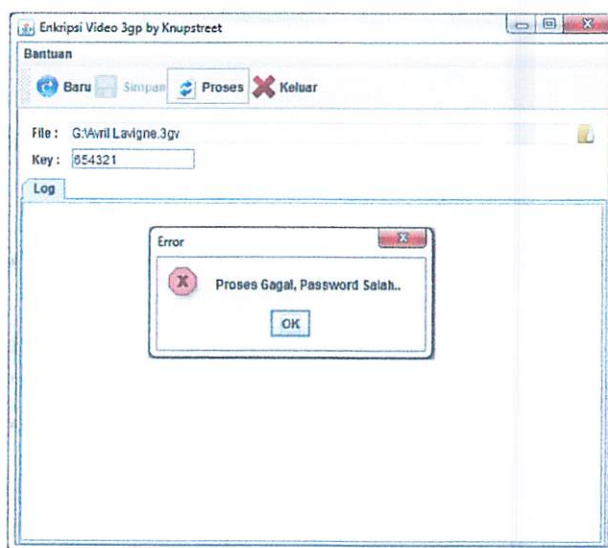 Enkripsi Video 3gp by Knupstreet
Bantuan
Baru Simpan Proses Keluar
File : G:\Avril Lavigne.3gv
Key : 654321
Log
Error
Proses Gagal, Password Salah..
OK